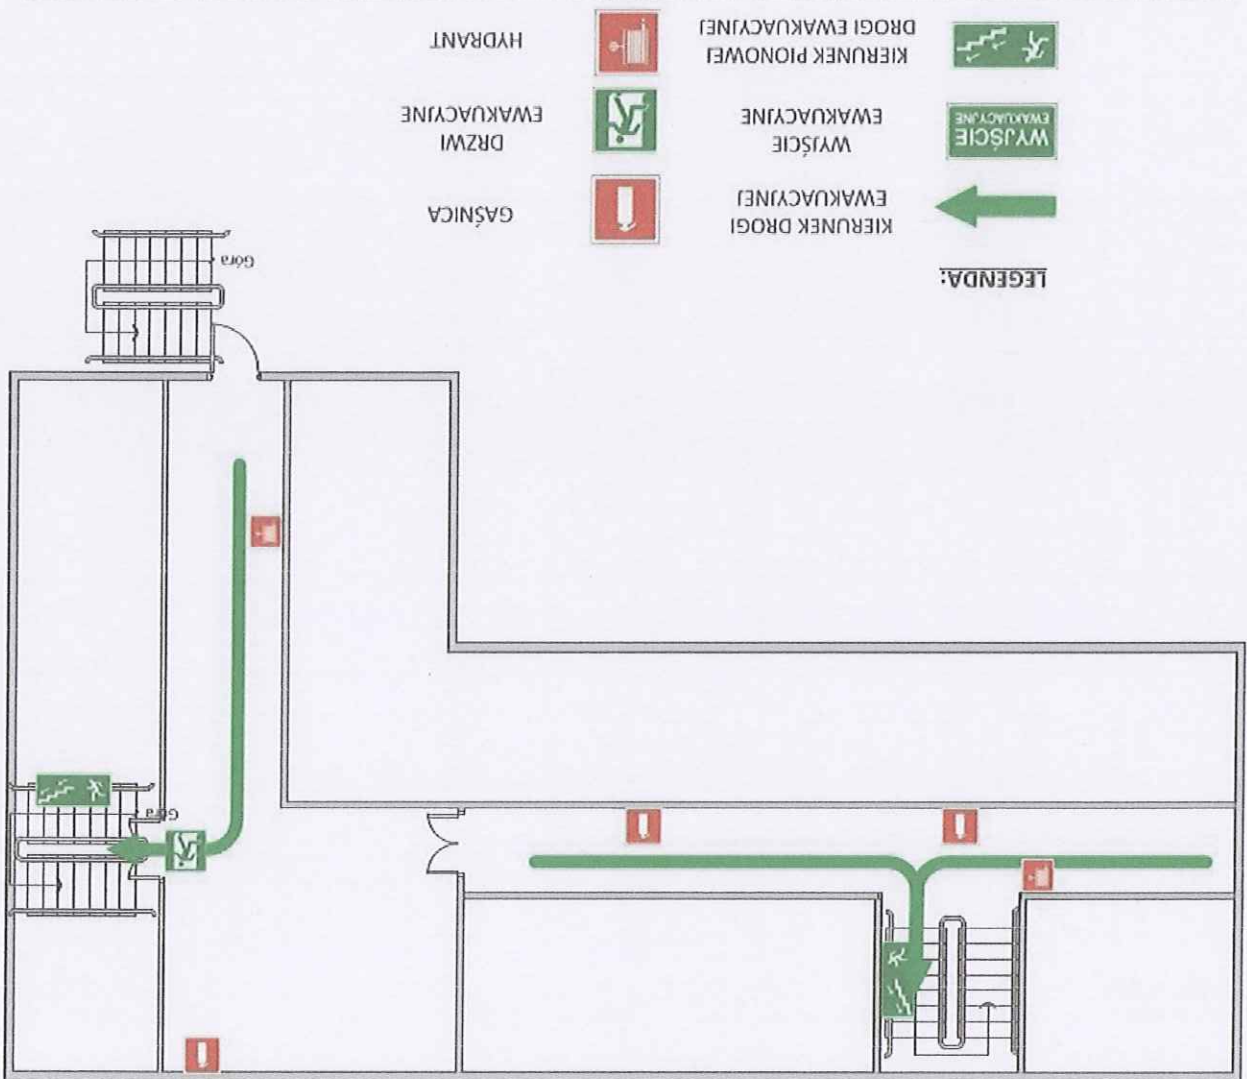 Góra
Góra
LEGENDA:
KIERUNEK DROGI
EWAKUACYJNEJ
WYJŚCIE
EWAKUACYJNE
WYJŚCIE
EWAKUACYJNE
KIERUNEK PIONOWEJ
DROGI EWAKUACYJNEJ
GAŚNICA
DRZWI
EWAKUACYJNE
HYDRANT